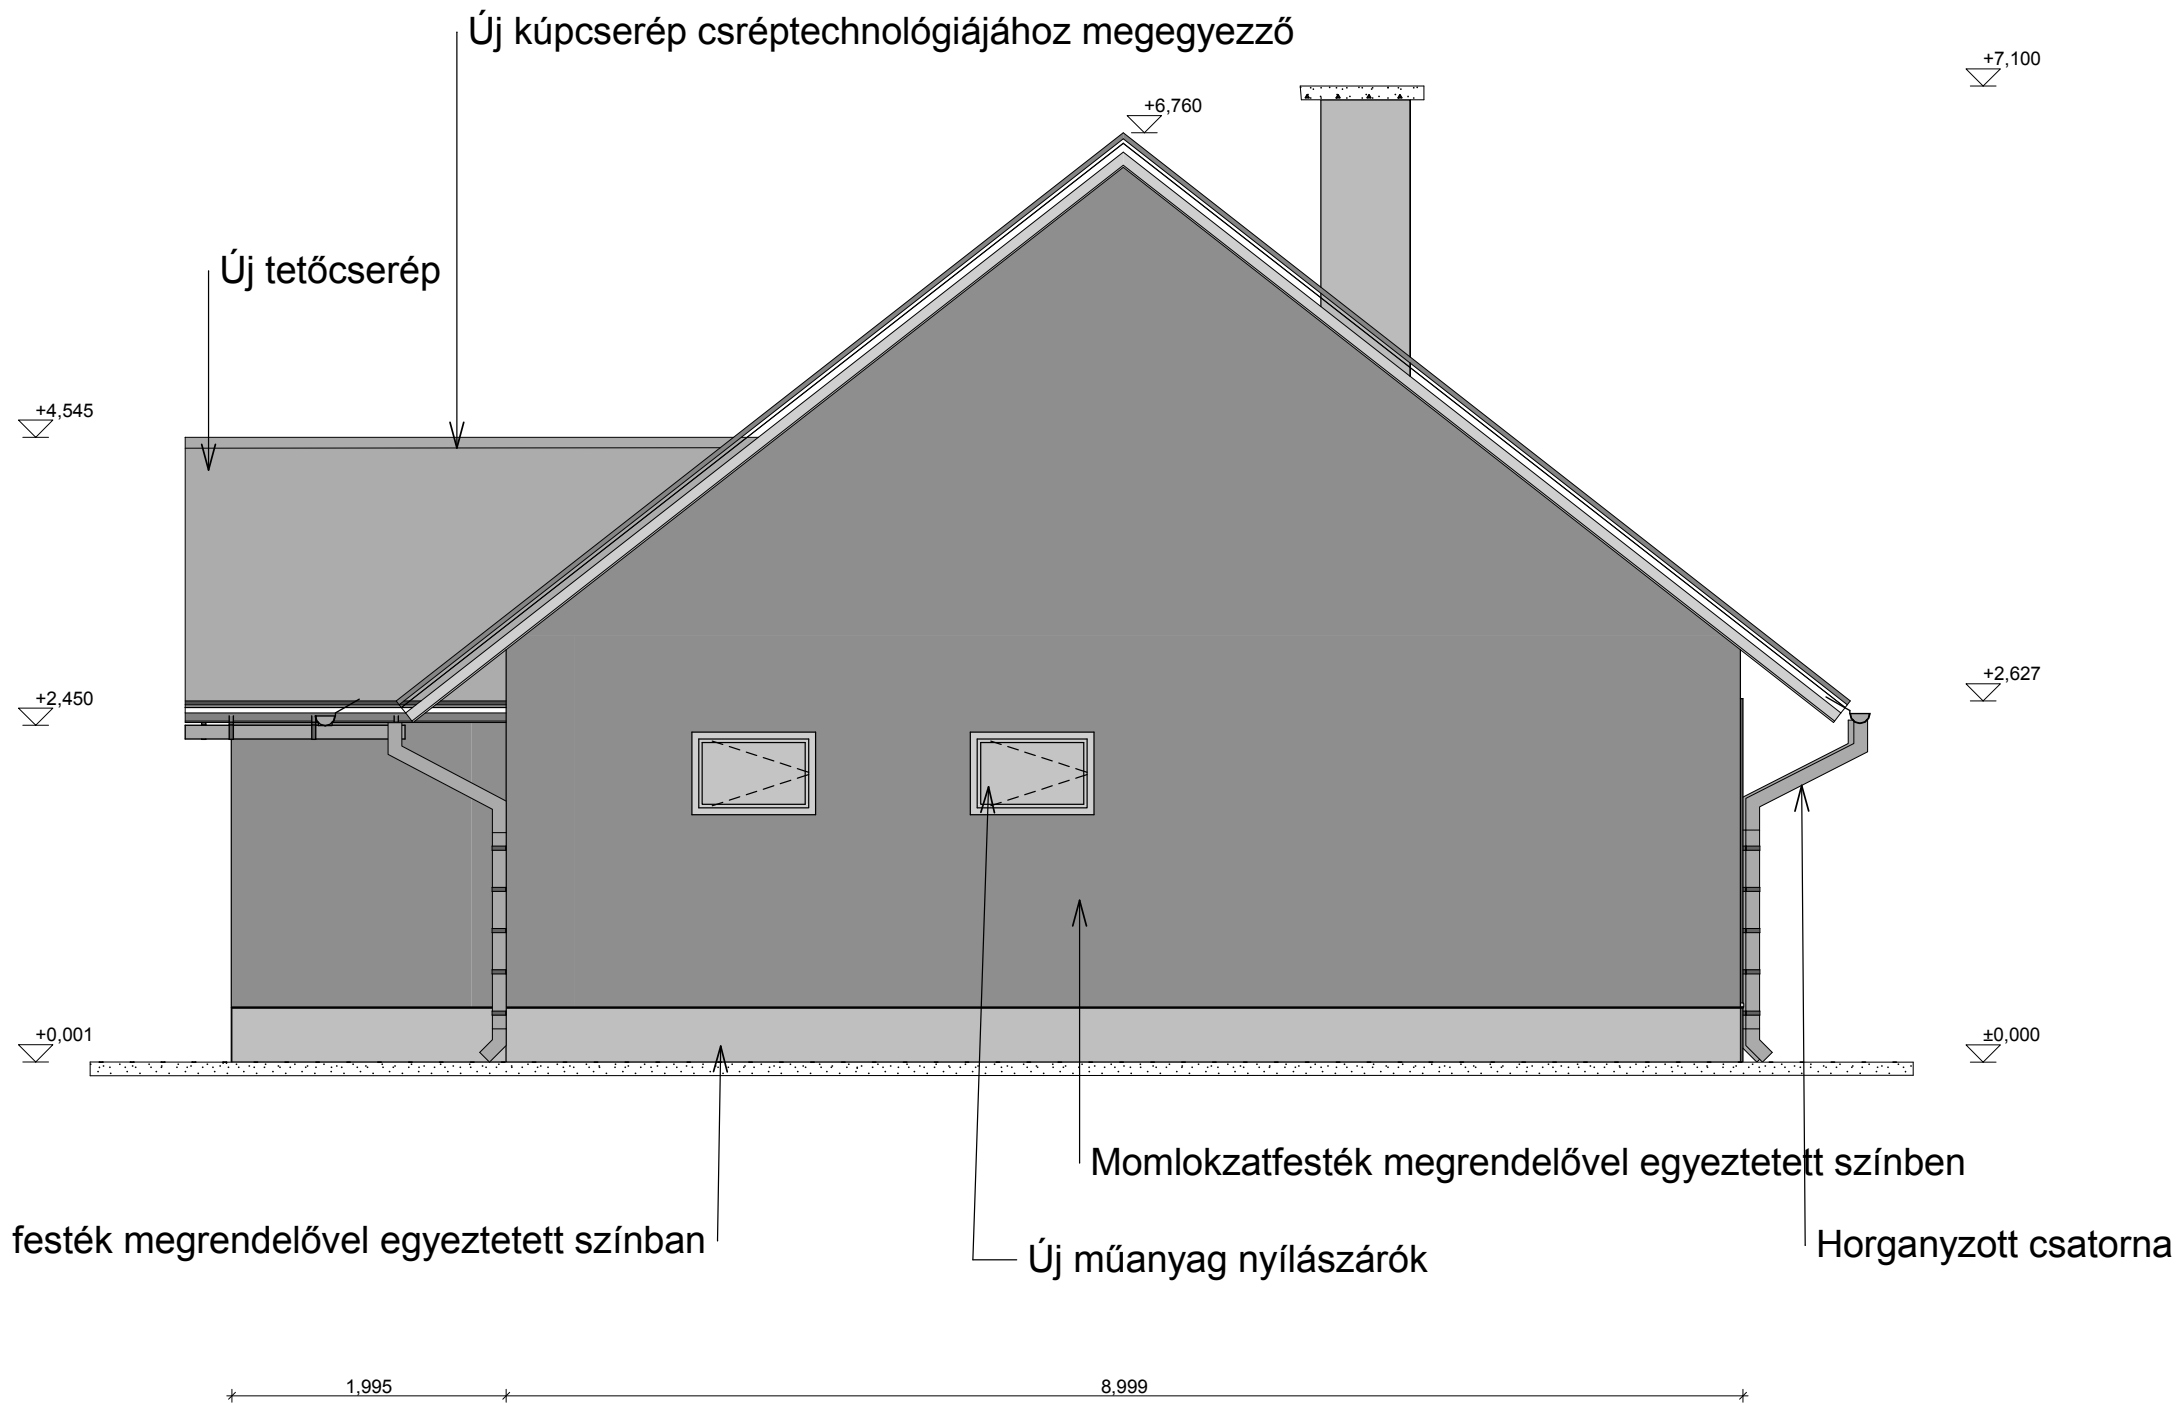 Új kúpcserép csréptechnológiájához megegyezző
+7,100
+6,760
Új tetőcserép
+4,545
+2,450
+2,627
+0,001
±0,000
Momlokzatfesték megrendelővel egyeztetett színben
festék megrendelővel egyeztetett színban
Új műanyag nyílászárók
Horganyzott csatorna
1,995
8,999